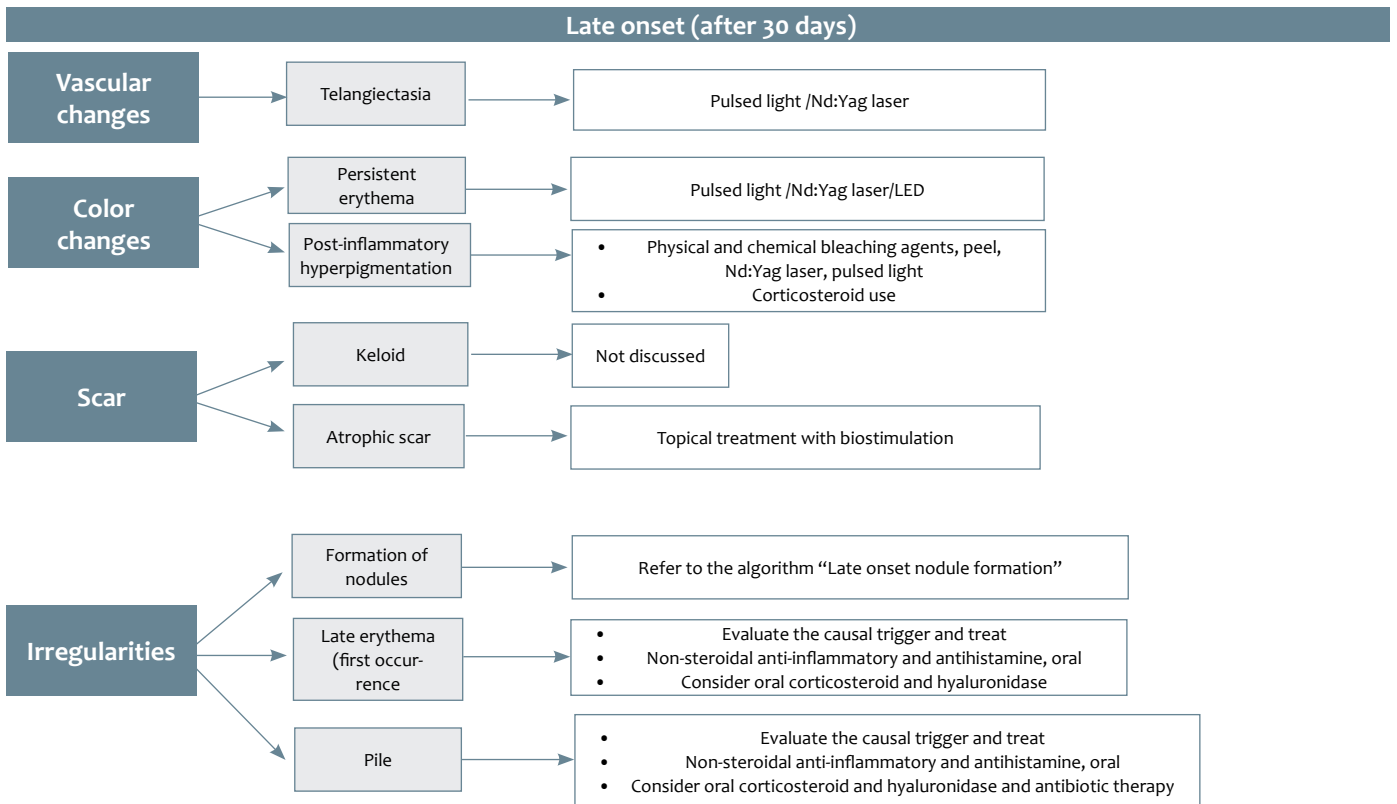 Late onset (after 30 days)
Vascular
changes
Telangiectasia
Pulsed light /Nd:Yag laser
Color
changes
Persistent
erythema
Pulsed light /Nd:Yag laser/LED
Post-inflammatory
hyperpigmentation
• Physical and chemical bleaching agents, peel,
Nd:Yag laser, pulsed light
• Corticosteroid use
Scar
Keloid
Not discussed
Atrophic scar
Topical treatment with biostimulation
Irregularities
Formation of
nodules
Refer to the algorithm “Late onset nodule formation”
Late erythema
(first occur-
rence
• Evaluate the causal trigger and treat
• Non-steroidal anti-inflammatory and antihistamine, oral
• Consider oral corticosteroid and hyaluronidase
Pile
• Evaluate the causal trigger and treat
• Non-steroidal anti-inflammatory and antihistamine, oral
• Consider oral corticosteroid and hyaluronidase and antibiotic therapy